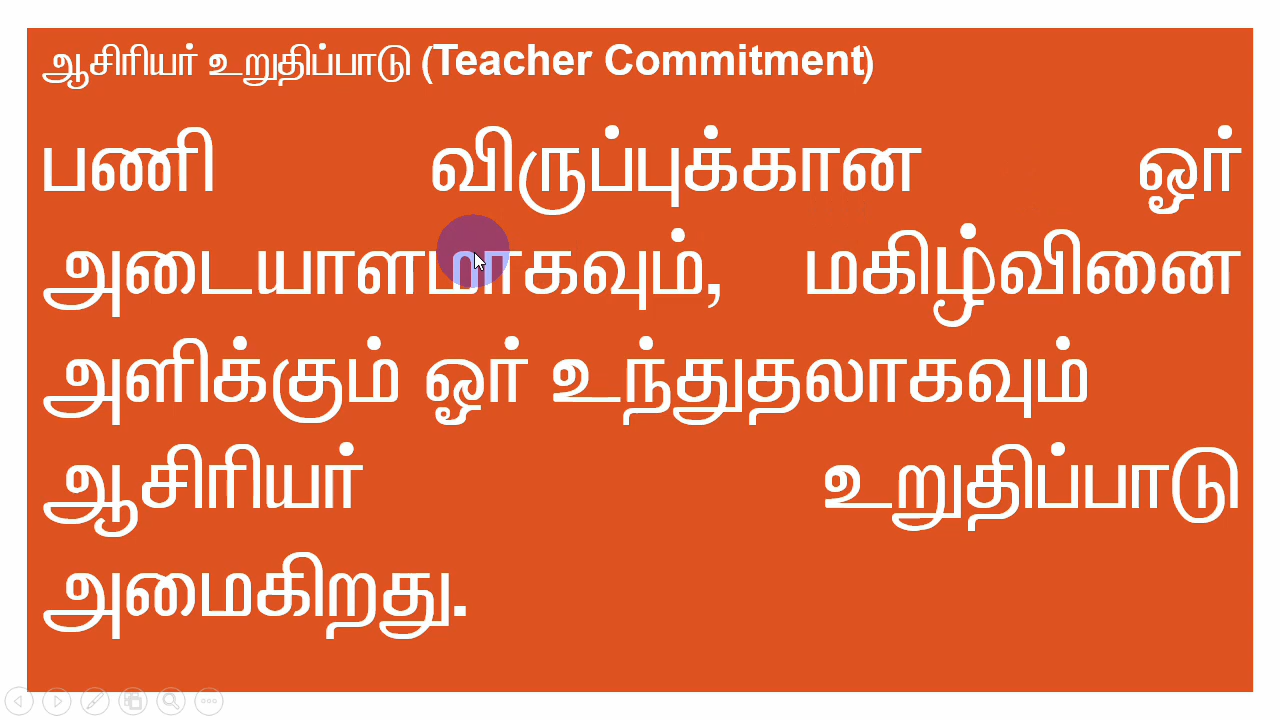 ஆசிரியர் உறுதிப்பாடு (Teacher Commitment)
பணி விருப்புக்கான ஓர்
அடையாளமாகவும், மகிழ்வினை
அளிக்கும் ஓர் உந்துதலாகவும்
ஆசிரியர் உறுதிப்பாடு
அமைகிறது.